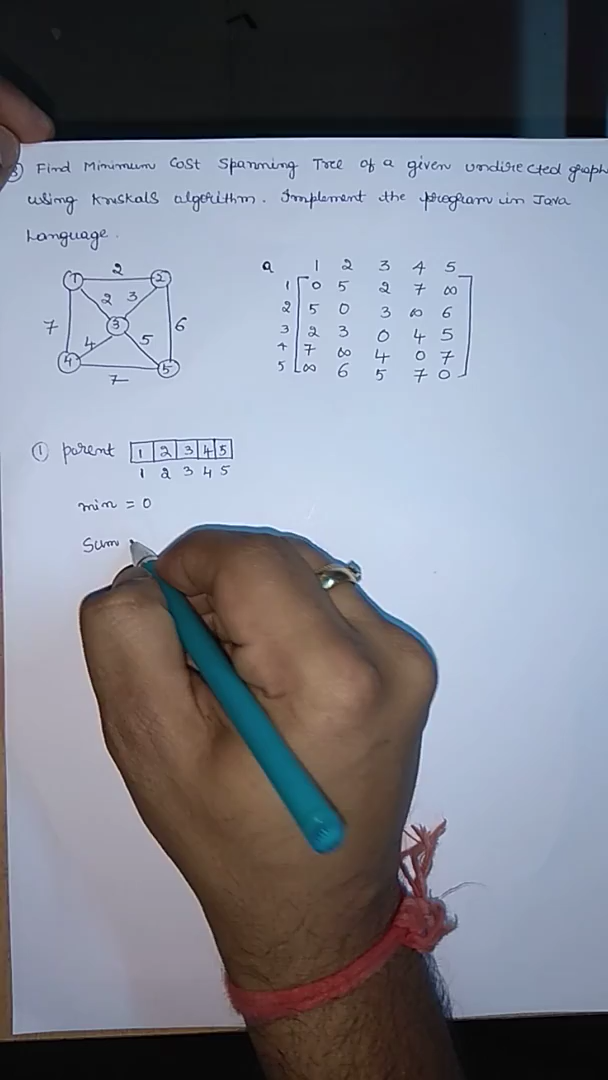 ③ Find Minimum Cost Spanning Tree of a given undirected graph
using Kruskals algorithm. Implement the program in Java
Language.
2
1 2
2 3
3
7 6
4 5
4 5
7
a 1 2 3 4 5
1 0 5 2 7 ∞
2 5 0 3 ∞ 6
3 2 3 0 4 5
4 7 ∞ 4 0 7
5 ∞ 6 5 7 0
① parent 1 2 3 4 5
1 2 3 4 5
min = 0
Sum